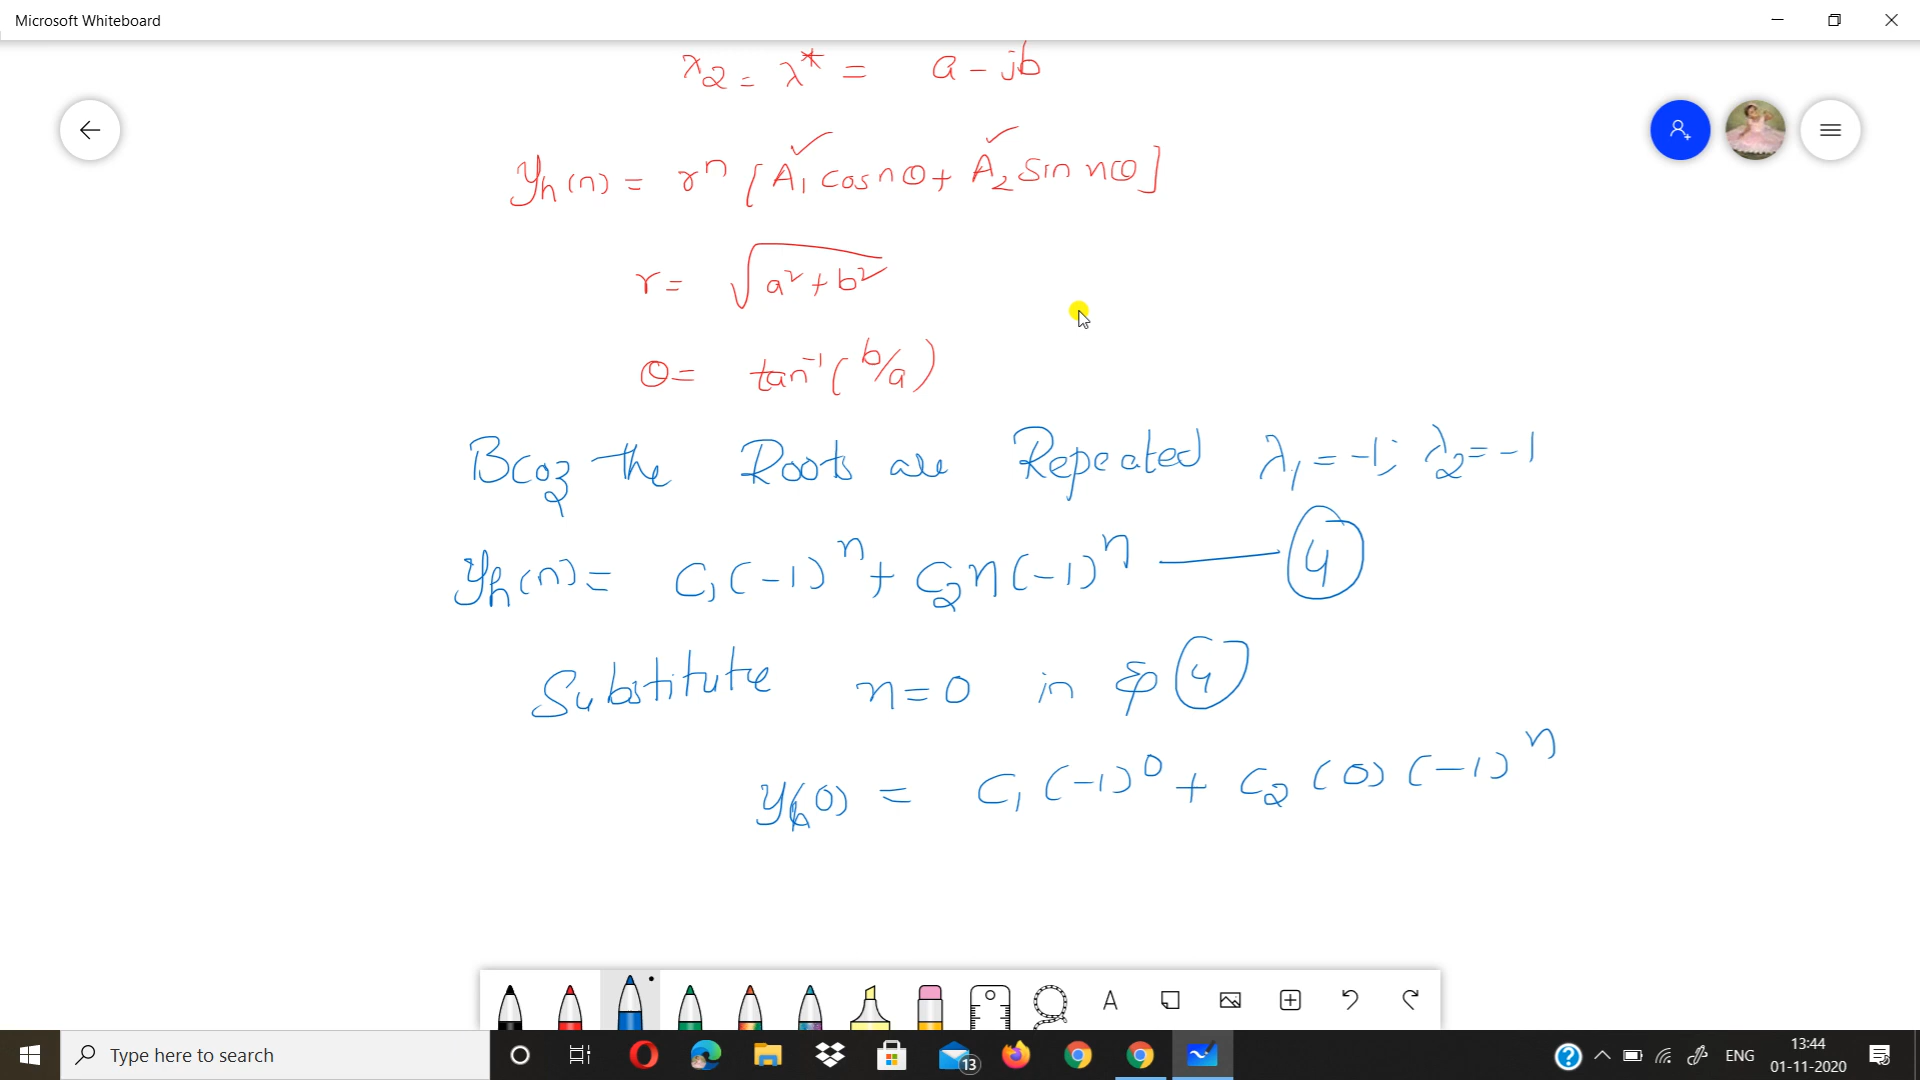 Microsoft Whiteboard
λ2 = λ* = a - jb
yh(n) = r^n [A1 cos nθ + A2 sin nθ]
r = √(a² + b²)
θ = tan⁻¹(b/a)
Bcoz the Roots are Repeated λ1 = -1; λ2 = -1
yh(n) = C1(-1)^n + C2n(-1)^n — 4
Substitute n=0 in 4
yh(0) = C1(-1)^0 + C2(0)(-1)^n
A
Type here to search
13
ENG
13:44
01-11-2020